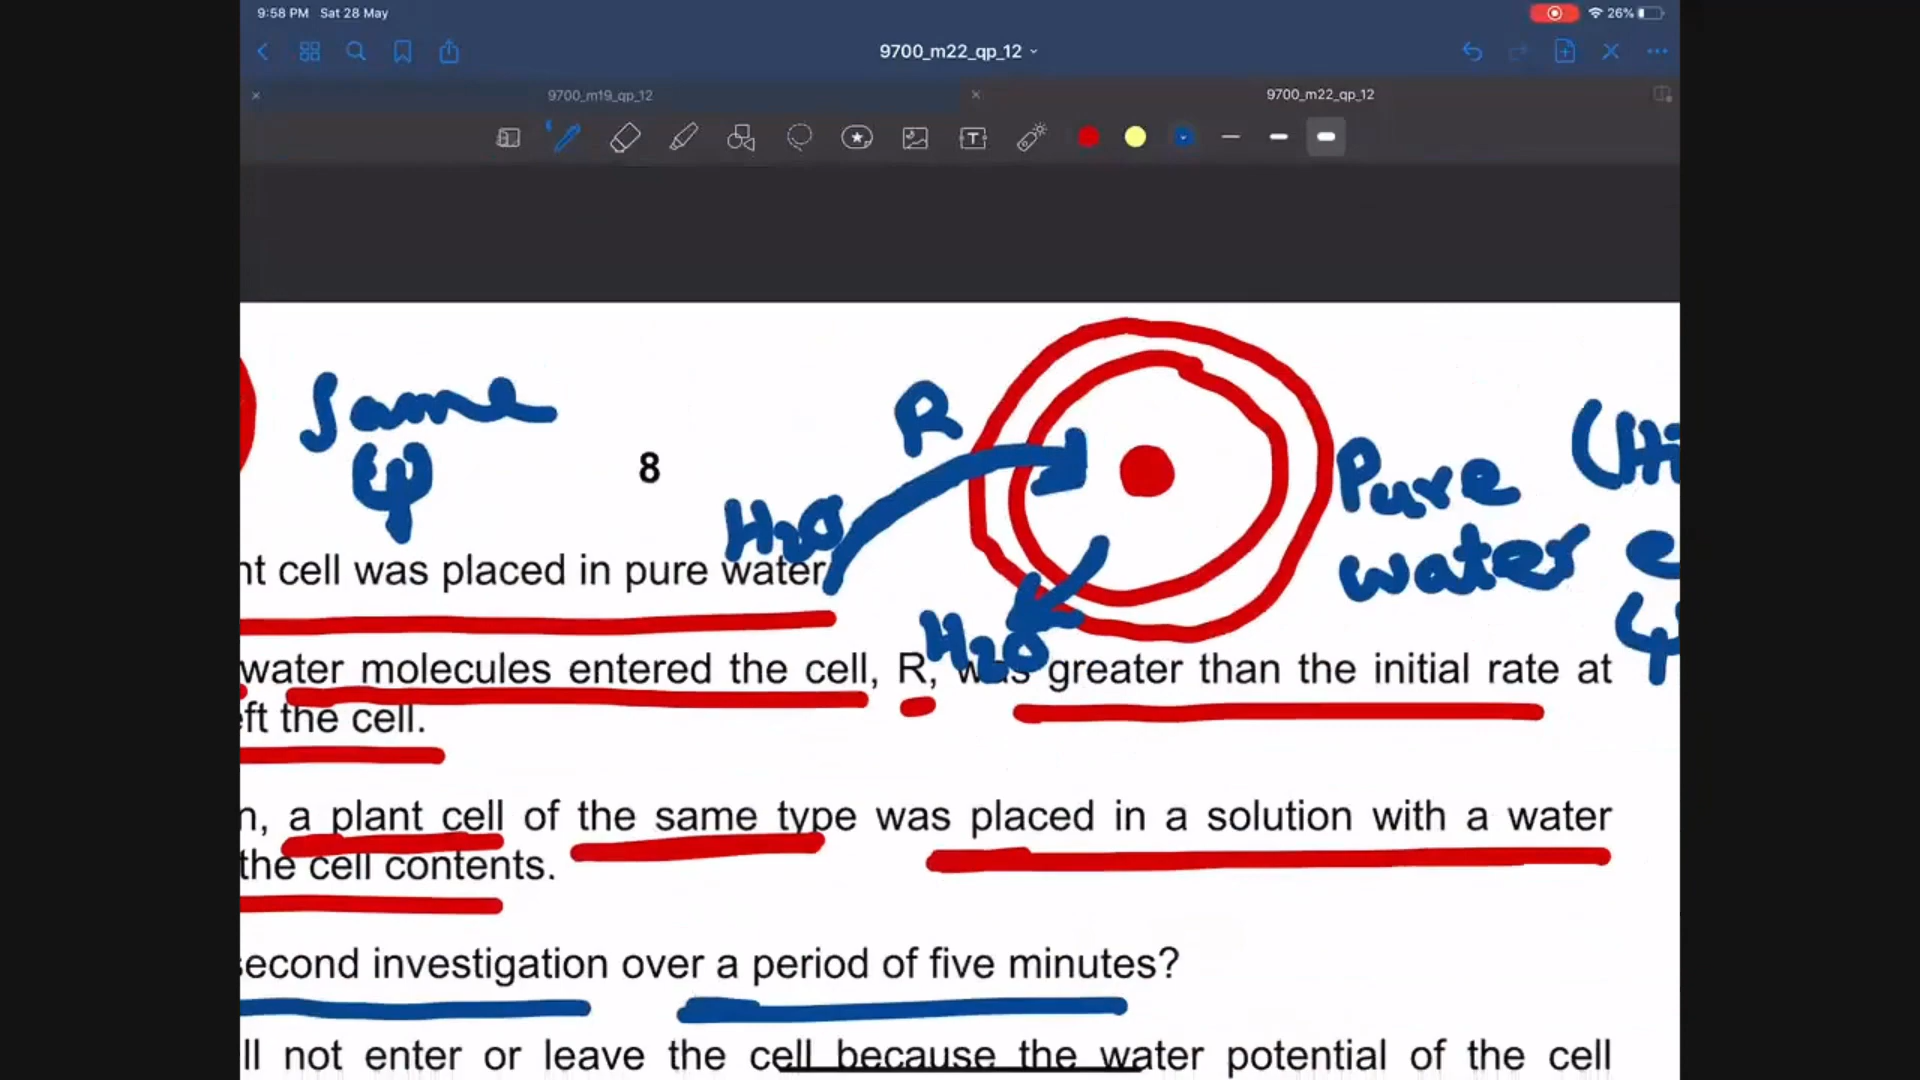 9:58 PM Sat 28 May
26%
9700_m22_qp_12
9700_m19_qp_12
9700_m22_qp_12
Same
ψ
8
R
H2O
Pure
water
H2O
nt cell was placed in pure water
water molecules entered the cell, R, was greater than the initial rate at
eft the cell.
n, a plant cell of the same type was placed in a solution with a water
the cell contents.
second investigation over a period of five minutes?
ll not enter or leave the cell because the water potential of the cell